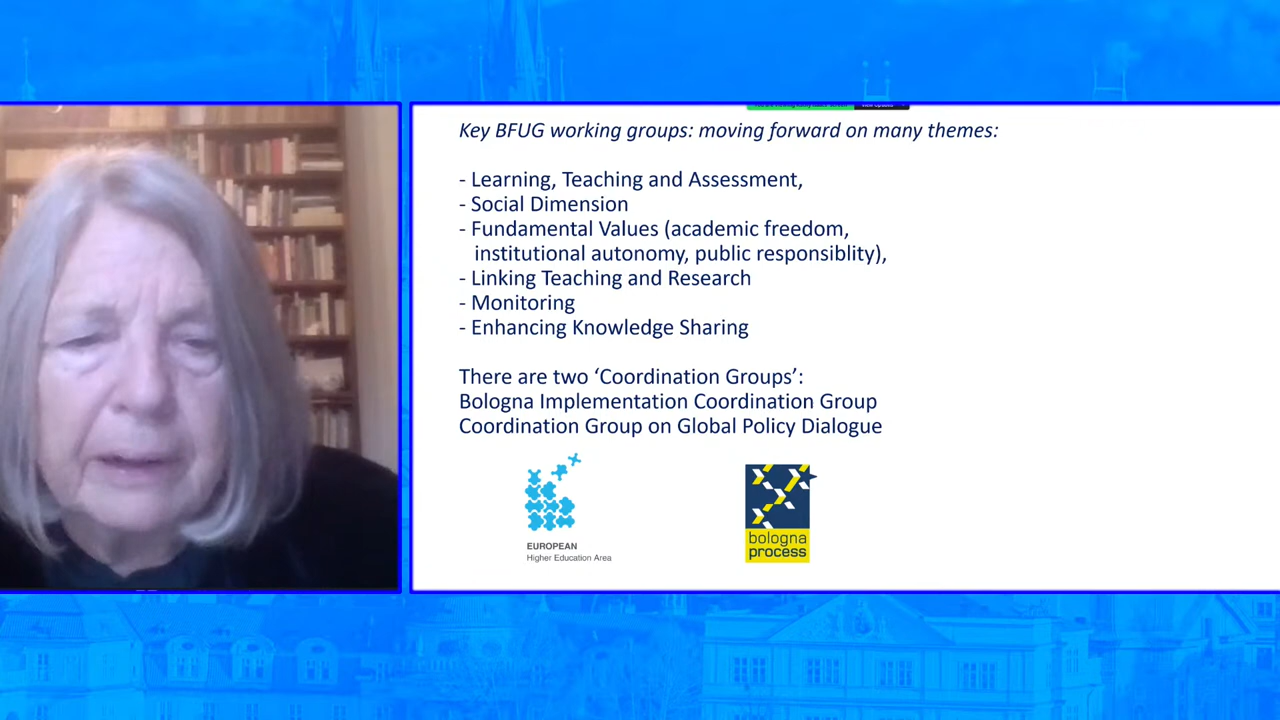 Key BFUG working groups: moving forward on many themes:
- Learning, Teaching and Assessment,
- Social Dimension
- Fundamental Values (academic freedom,
institutional autonomy, public responsiblity),
- Linking Teaching and Research
- Monitoring
- Enhancing Knowledge Sharing
There are two ‘Coordination Groups’:
Bologna Implementation Coordination Group
Coordination Group on Global Policy Dialogue
EUROPEAN
Higher Education Area
bologna
process